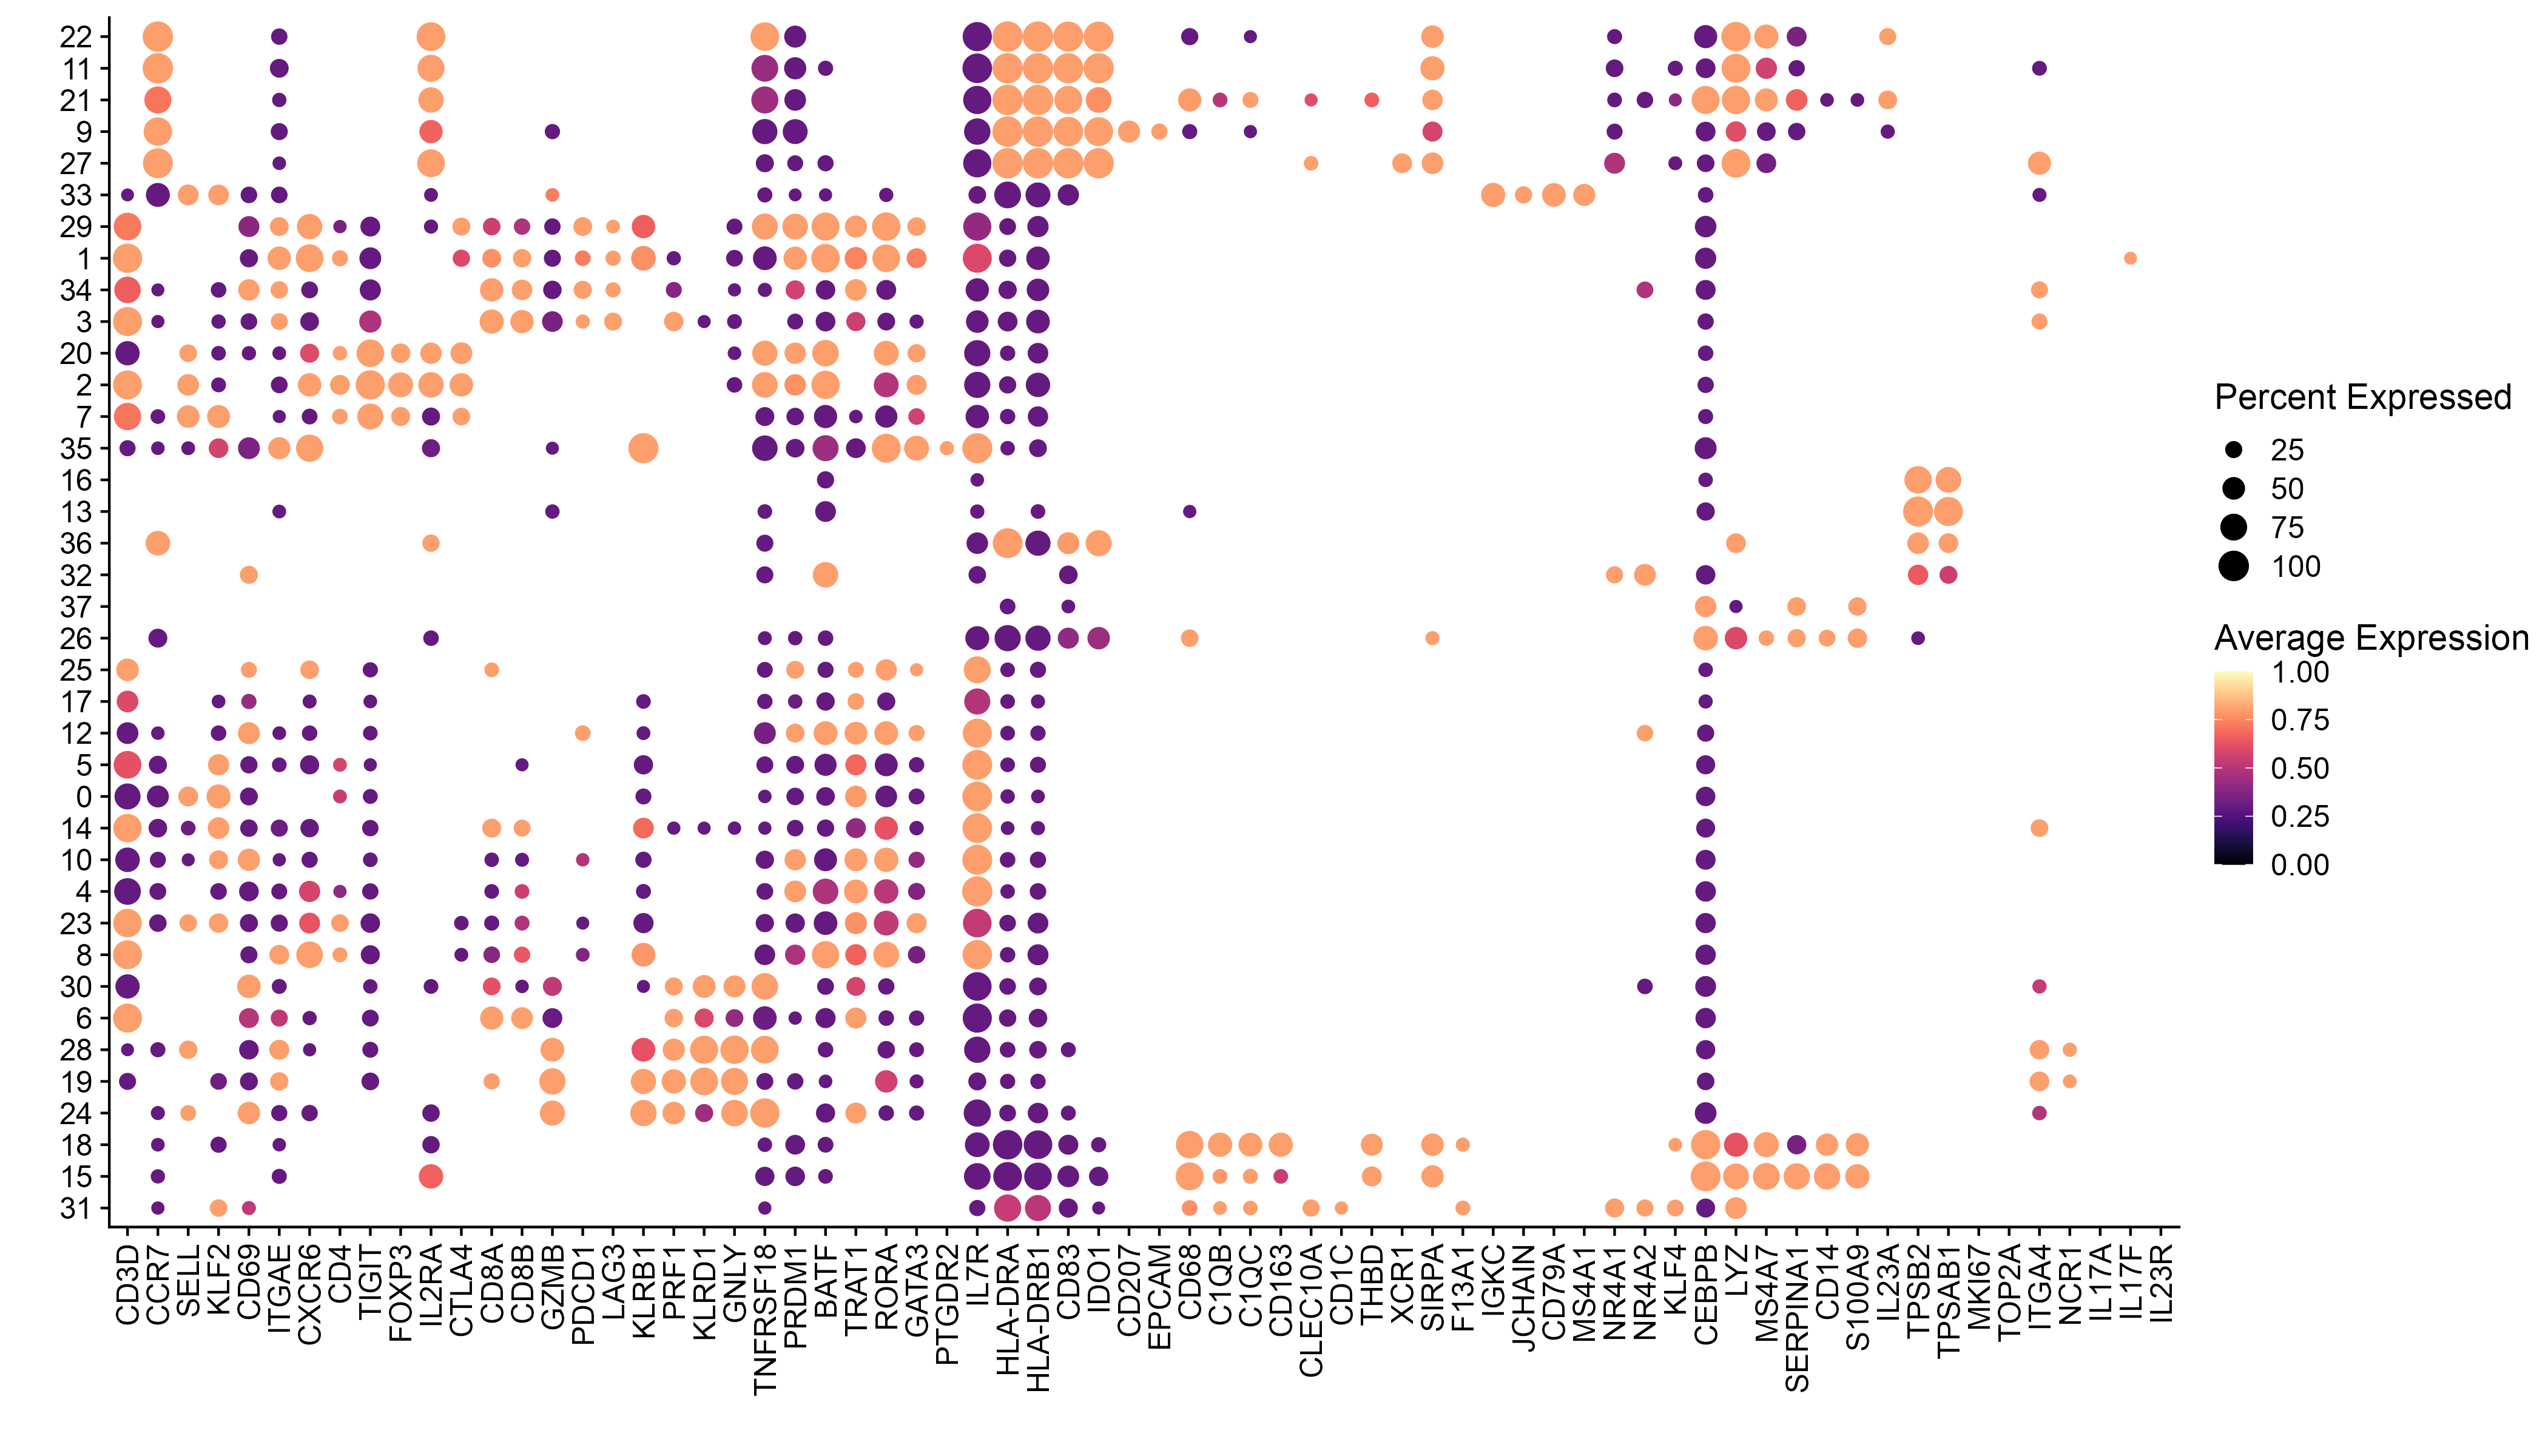 22
11
21
9
27
33
29
1
34
3
20
2
7
35
16
13
36
32
37
26
25
17
12
5
0
14
10
4
23
8
30
6
28
19
24
18
15
31
CD3D
CCR7
SELL
KLF2
CD69
ITGAE
CXCR6
CD4
TIGIT
FOXP3
IL2RA
CTLA4
CD8A
CD8B
GZMB
PDCD1
LAG3
KLRB1
PRF1
KLRD1
GNLY
TNFRSF18
PRDM1
BATF
TRAT1
RORA
GATA3
PTGDR2
IL7R
HLA-DRA
HLA-DRB1
CD83
IDO1
CD207
EPCAM
CD68
C1QB
C1QC
CD163
CLEC10A
CD1C
THBD
XCR1
SIRPA
F13A1
IGKC
JCHAIN
CD79A
MS4A1
NR4A1
NR4A2
KLF4
CEBPB
LYZ
MS4A7
SERPINA1
CD14
S100A9
IL23A
TPSB2
TPSAB1
MKI67
TOP2A
ITGA4
NCR1
IL17A
IL17F
IL23R
Percent Expressed
25
50
75
100
Average Expression
1.00
0.75
0.50
0.25
0.00